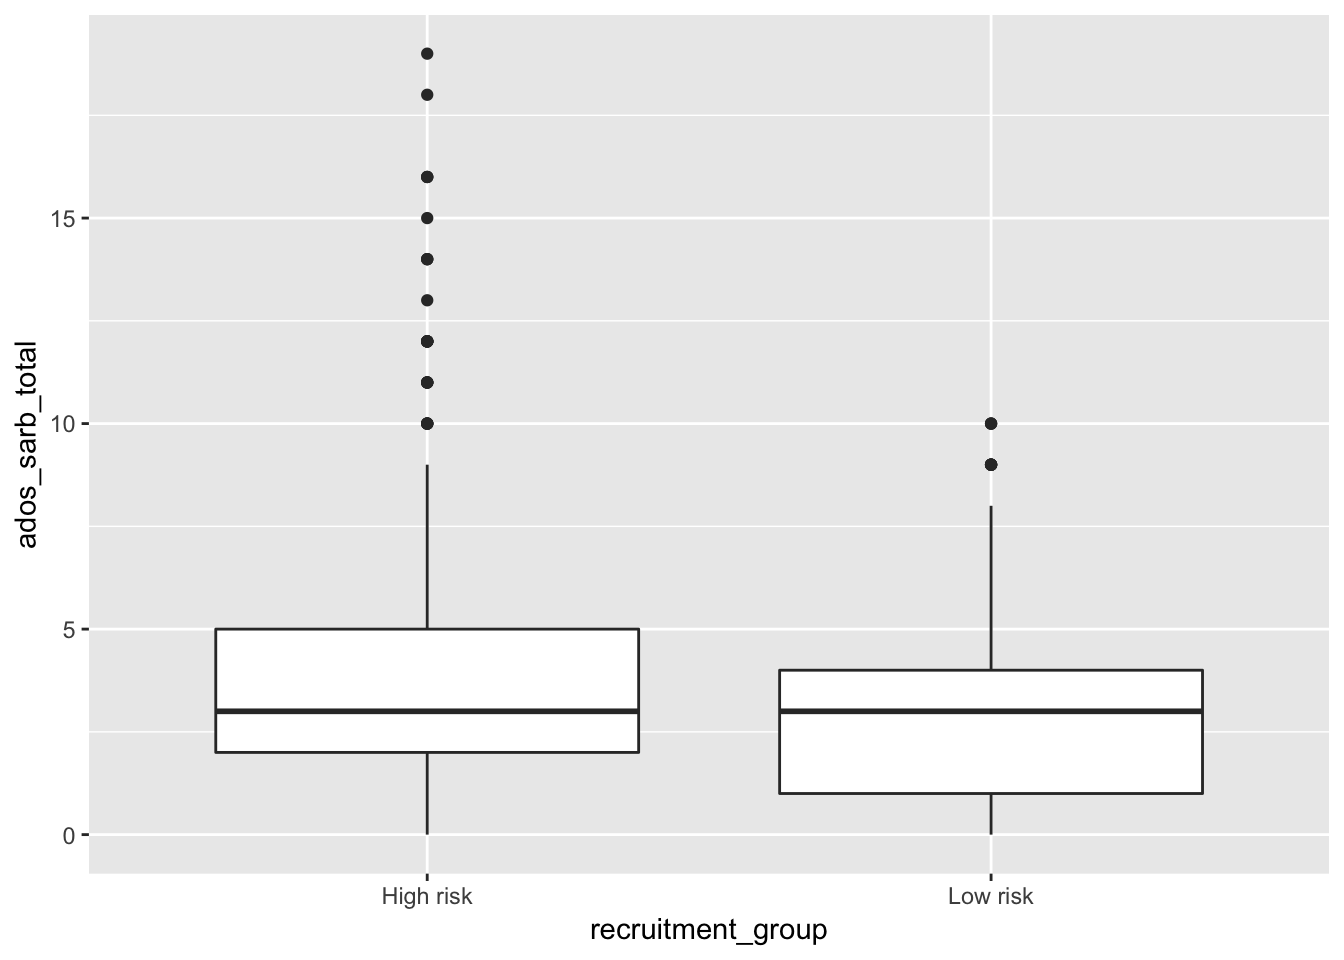 ados_sarb_total
15
10
5
0
High risk
Low risk
recruitment_group